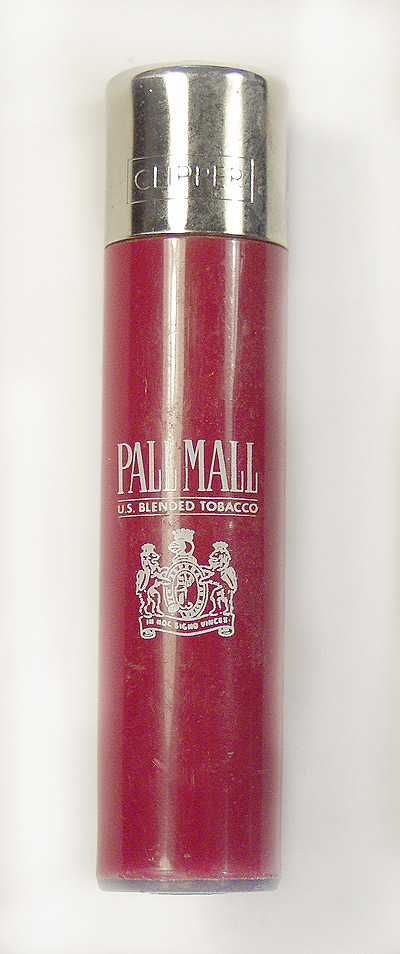 CLIPPER
PALL MALL
U.S. BLENDED TOBACCO
IN HOC SIGNO VINCES